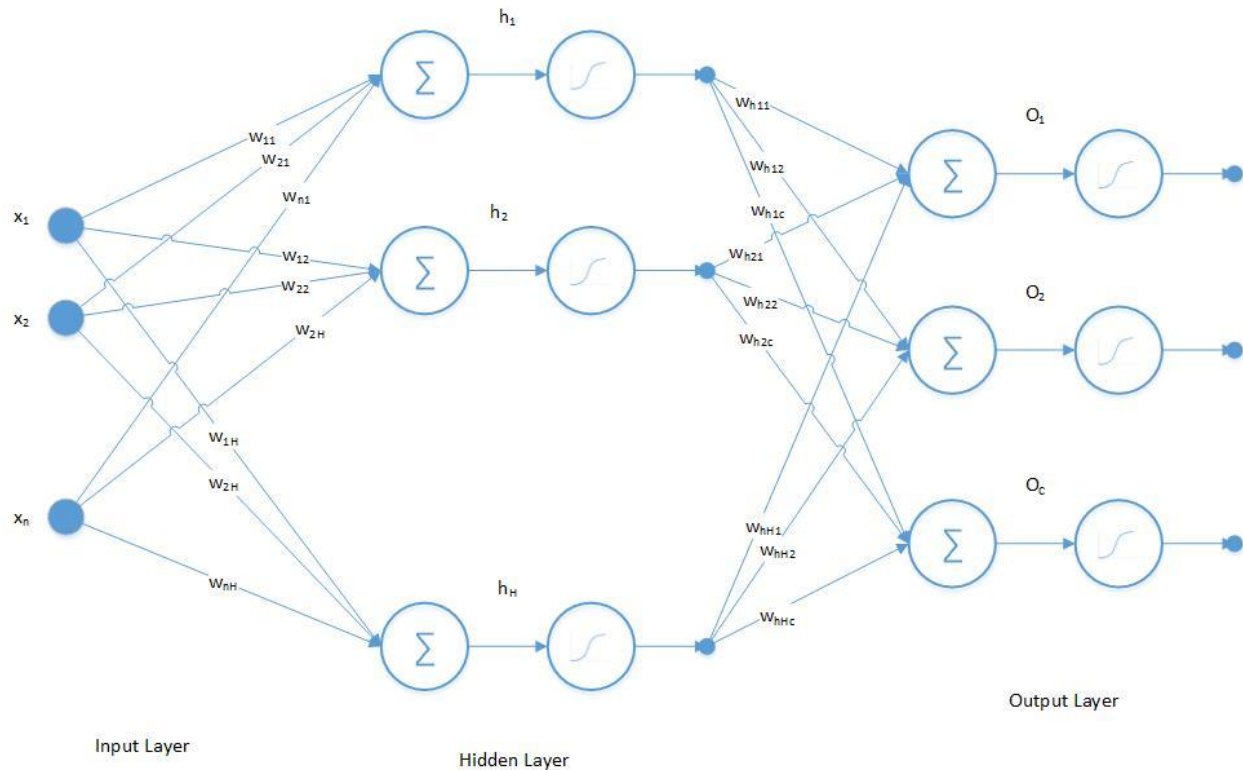 h₁
Σ
w₁₁
w₂₁
wₙ₁
x₁
h₂
Σ
w₁₂
w₂₂
x₂
w₂H
w₁H
w₂H
xₙ
wₙH
hH
Σ
wh11
wh12
wh1c
O₁
Σ
wh21
wh22
wh2c
O₂
Σ
Oc
Σ
whH1
whH2
whHc
Input Layer
Hidden Layer
Output Layer